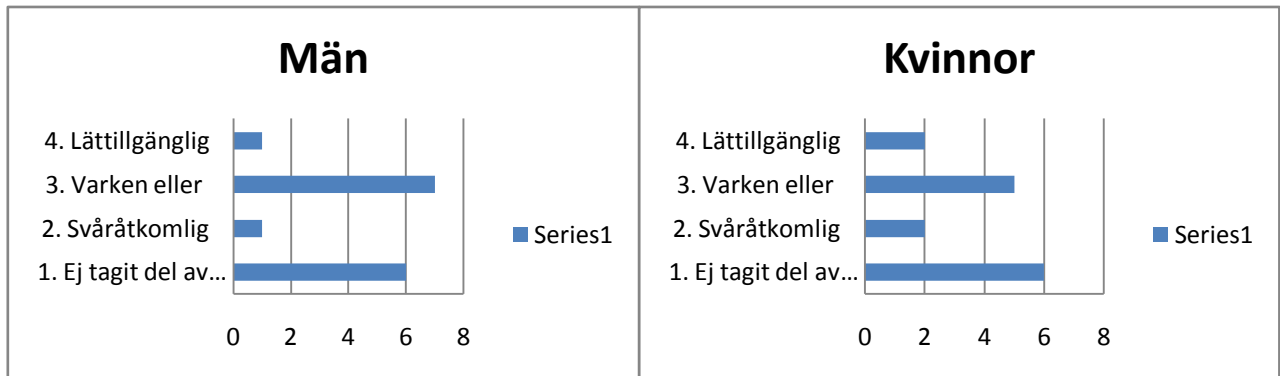 Män
4. Lättillgänglig
3. Varken eller
2. Svåråtkomlig
1. Ej tagit del av...
0 2 4 6 8
Series1
Kvinnor
4. Lättillgänglig
3. Varken eller
2. Svåråtkomlig
1. Ej tagit del av...
0 2 4 6 8
Series1